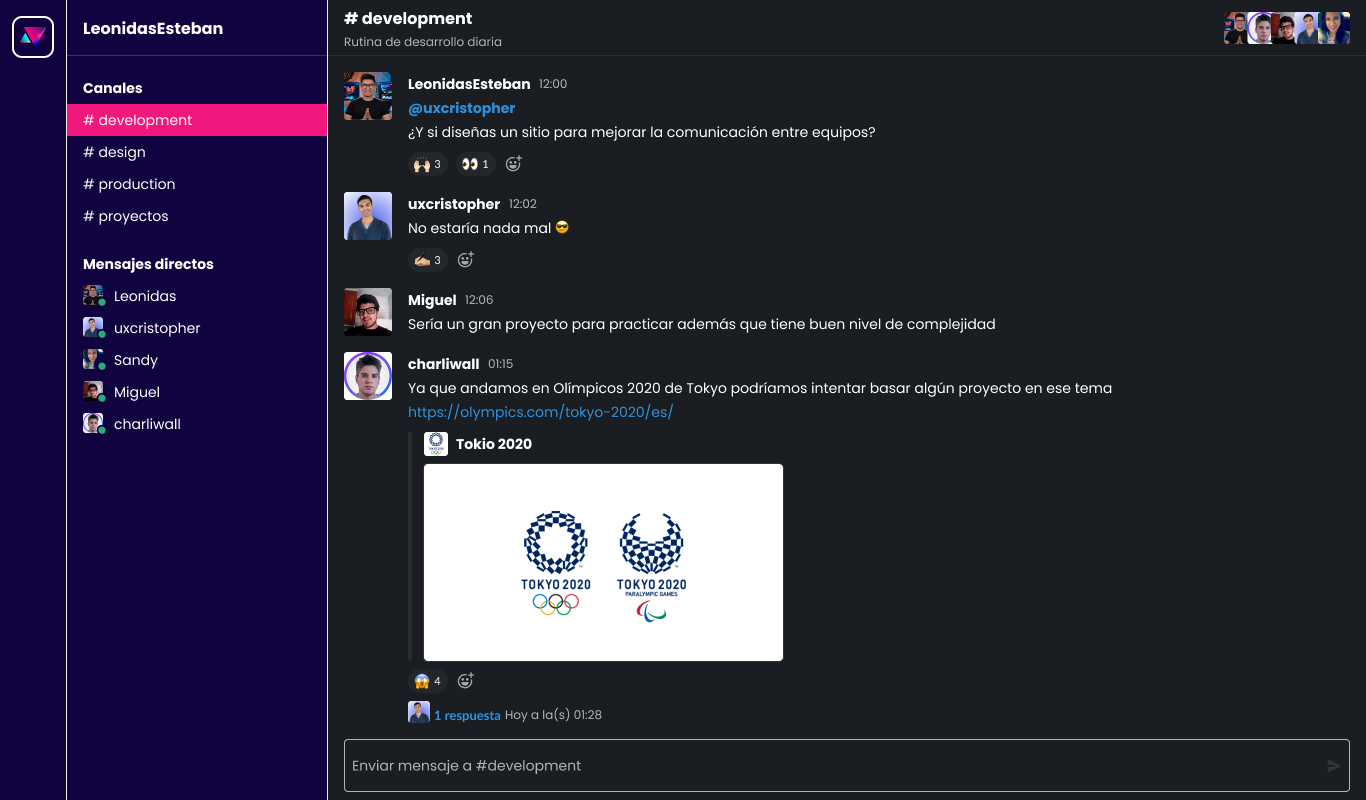 LeonidasEsteban
Canales
# development
# design
# production
# proyectos
Mensajes directos
Leonidas
uxcristopher
Sandy
Miguel
charliwall
# development
Rutina de desarrollo diaria
LeonidasEsteban 12:00
@uxcristopher
¿Y si diseñas un sitio para mejorar la comunicación entre equipos?
3 1
uxcristopher 12:02
No estaría nada mal 😎
3
Miguel 12:06
Sería un gran proyecto para practicar además que tiene buen nivel de complejidad
charliwall 01:15
Ya que andamos en Olímpicos 2020 de Tokyo podríamos intentar basar algún proyecto en ese tema
https://olympics.com/tokyo-2020/es/
Tokio 2020
TOKYO 2020 TOKYO 2020
PARALYMPIC GAMES
4
1 respuesta Hoy a la(s) 01:28
Enviar mensaje a #development